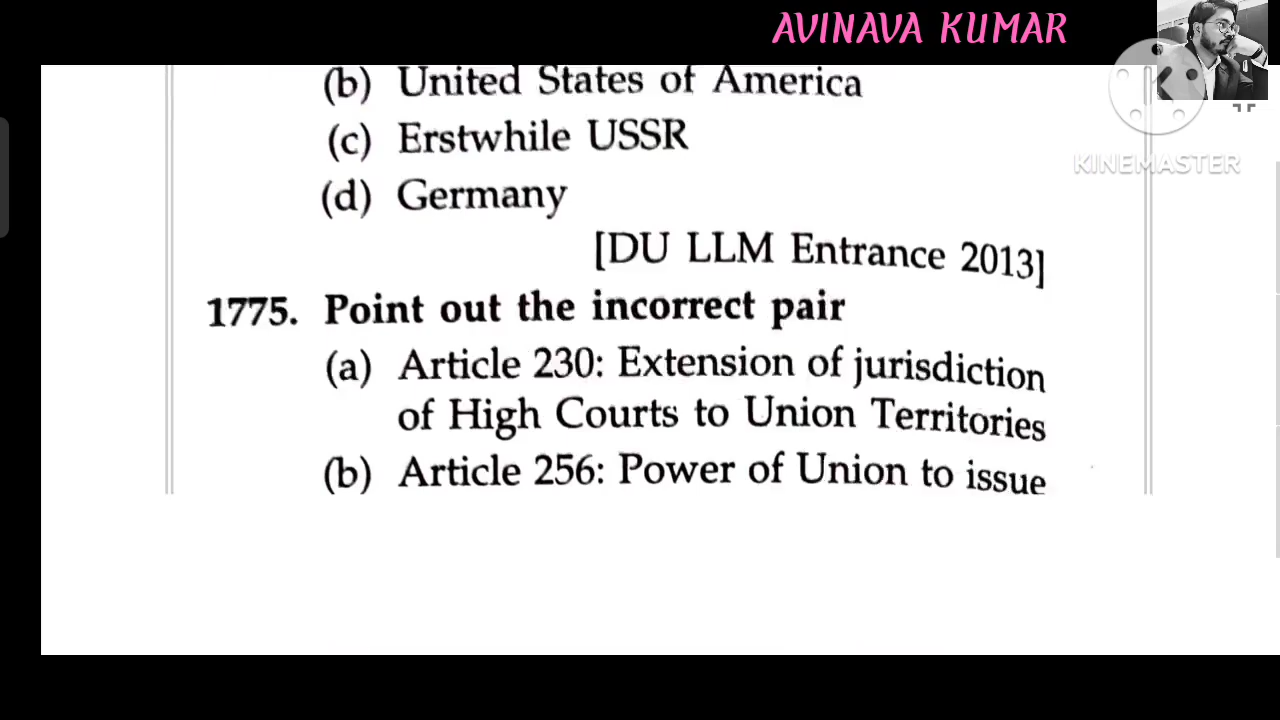 AVINAVA KUMAR
(b) United States of America
KINEMASTER
(c) Erstwhile USSR
(d) Germany
[DU LLM Entrance 2013]
1775. Point out the incorrect pair
(a) Article 230: Extension of jurisdiction
of High Courts to Union Territories
(b) Article 256: Power of Union to issue